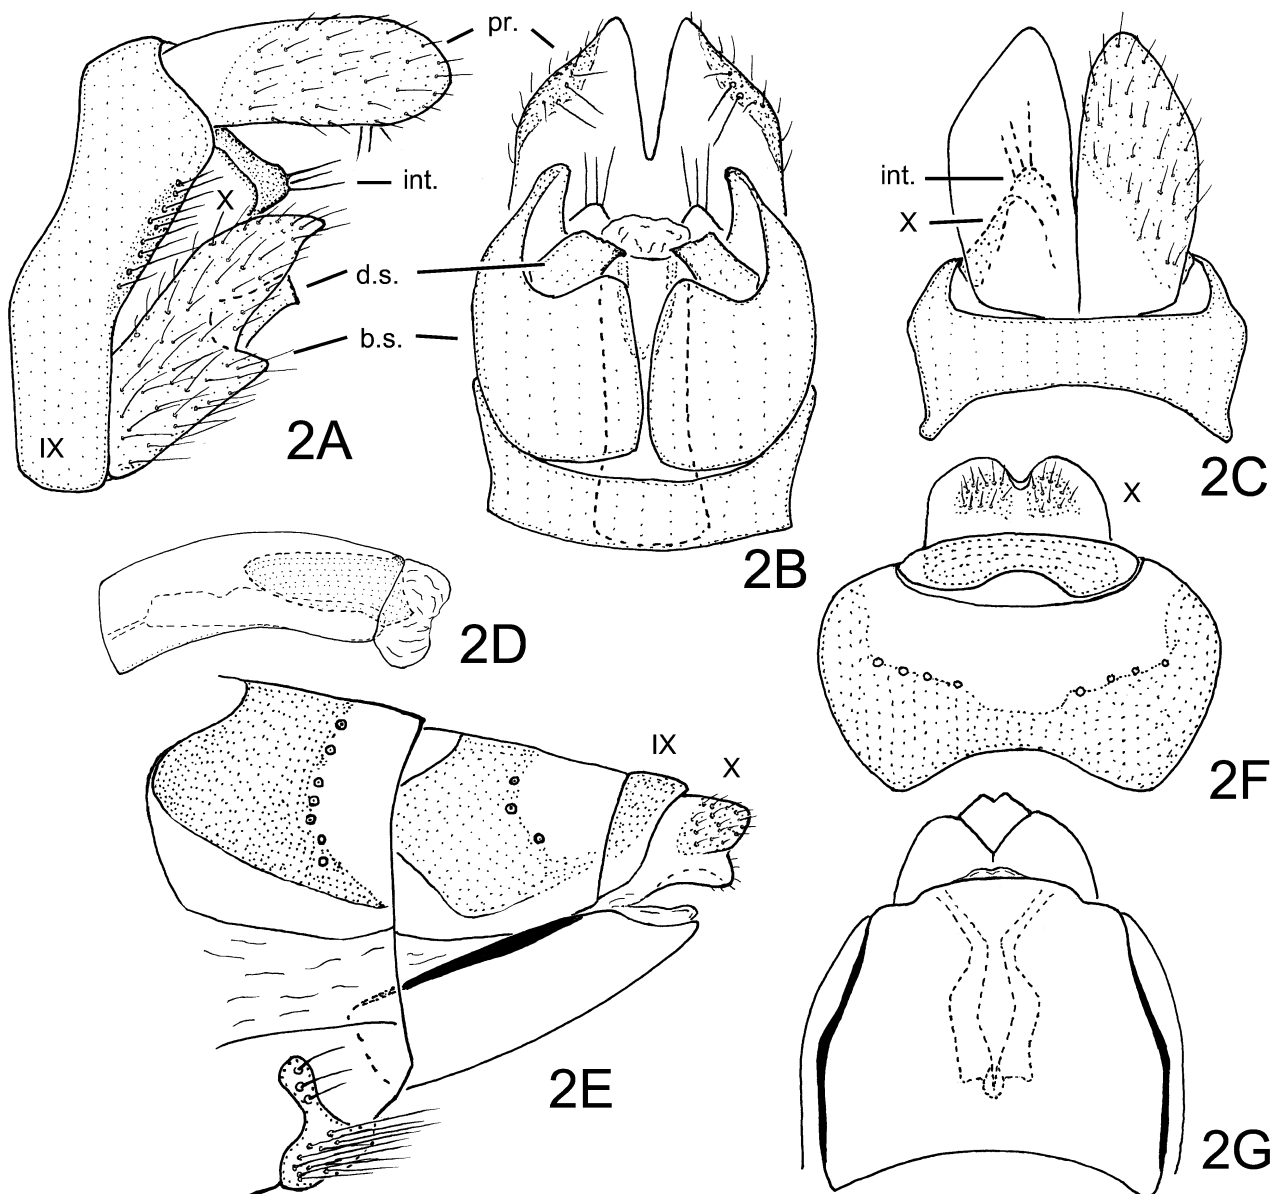 pr.
int.
X
d.s.
b.s.
IX
2A
2B
int.
X
2C
X
2D
2F
IX
X
2E
2G